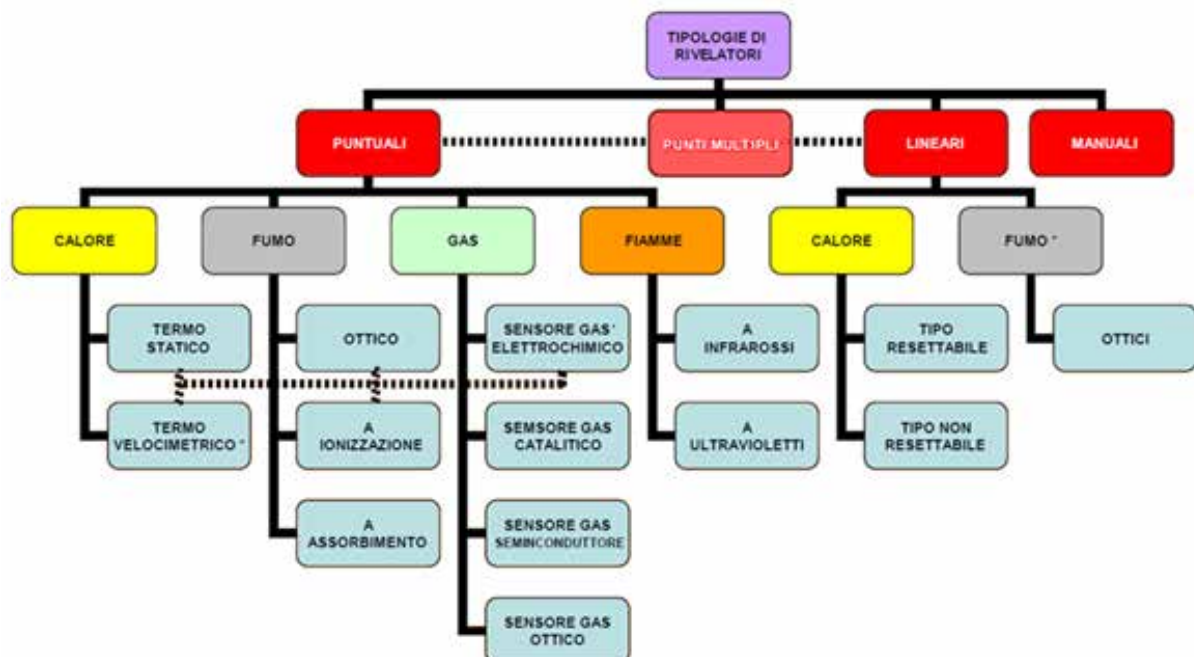 TIPOLOGIE DI
RIVELATORI
PUNTUALI
PUNTI MULTIPLI
LINEARI
MANUALI
CALORE
FUMO
GAS
FIAMME
CALORE
FUMO *
TERMO
STATICO
OTTICO
SENSORE GAS*
ELETTROCHIMICO
A
INFRAROSSI
TIPO
RESETTABILE
OTTICI
TERMO
VELOCIMETRICO *
A
IONIZZAZIONE
SEMSORE GAS
CATALITICO
A
ULTRAVIOLETTI
TIPO NON
RESETTABILE
A
ASSORBIMENTO
SENSORE GAS
SEMINCONDUTTORE
SENSORE GAS
OTTICO